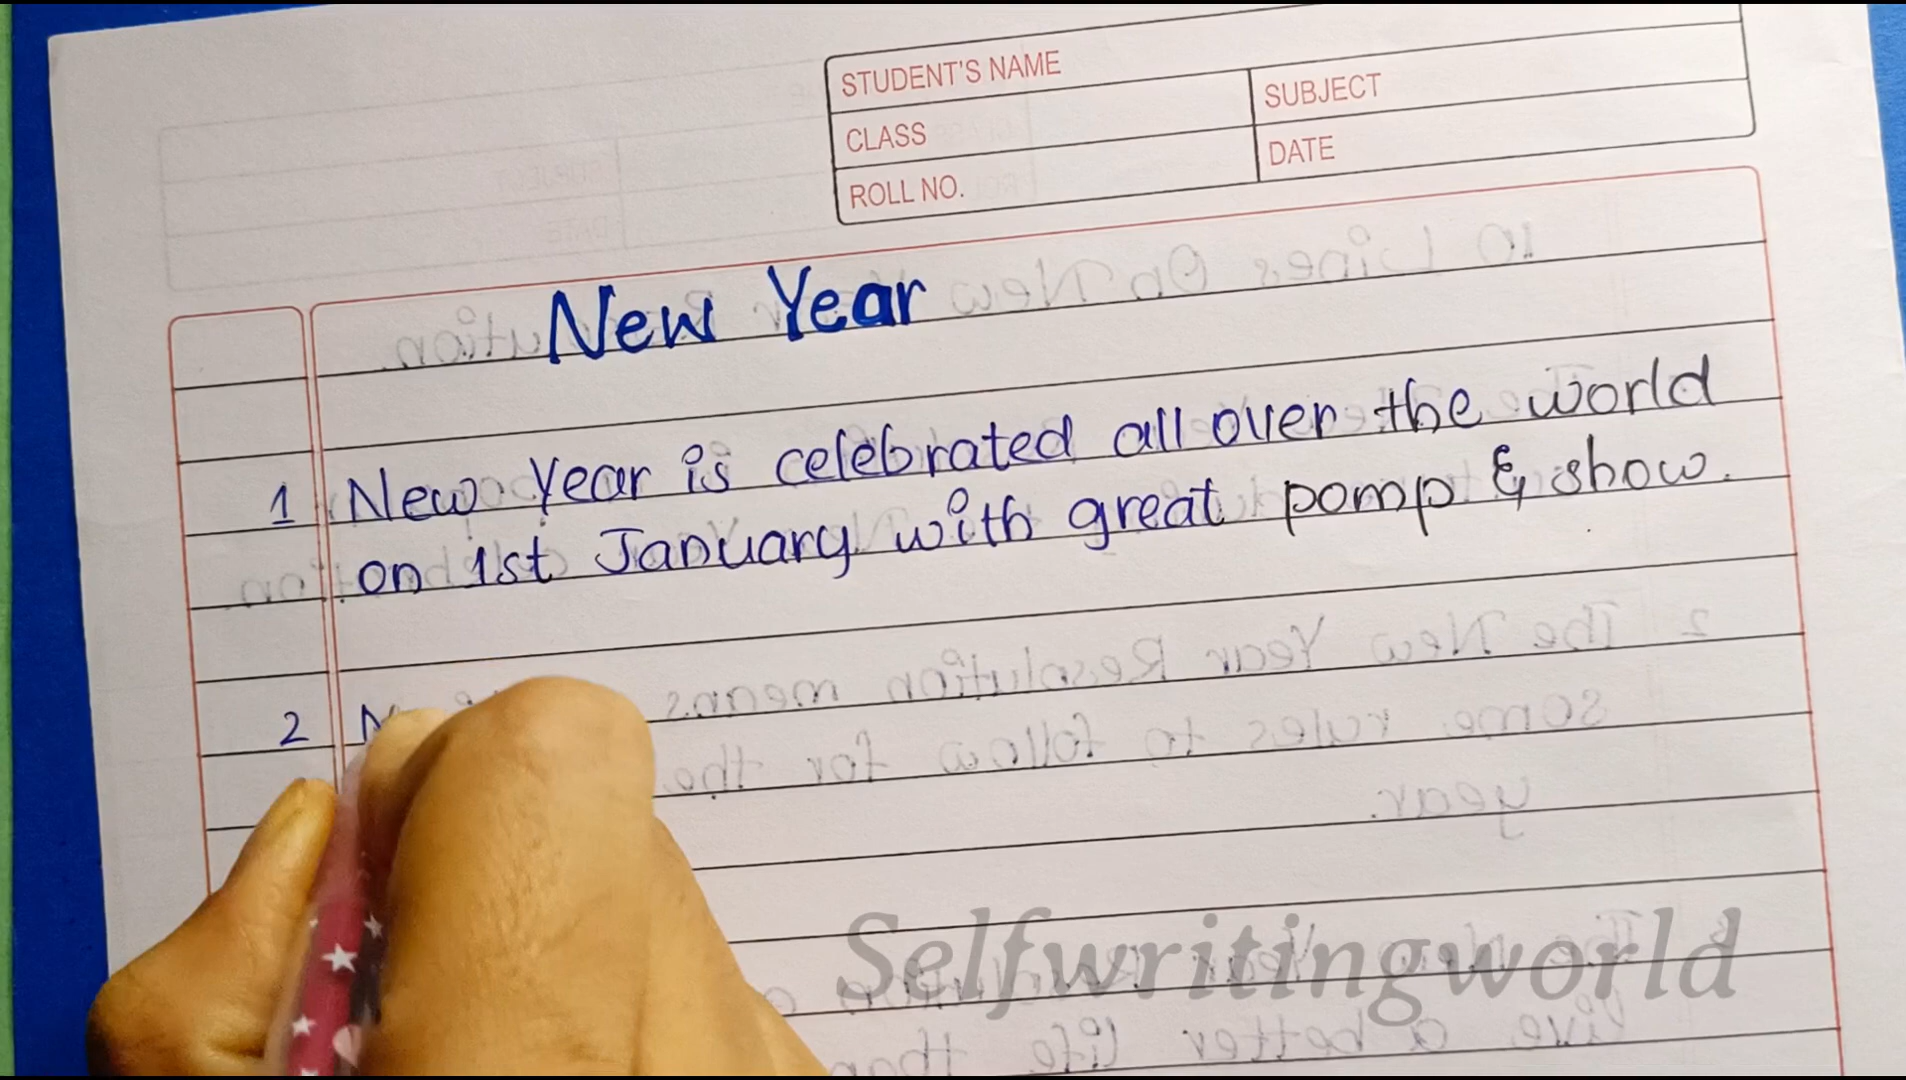 STUDENT'S NAME
CLASS
SUBJECT
ROLL NO.
DATE
New Year
1 New Year is celebrated all over the world
on 1st January with great pomp & show.
2 N
Selfwritingworld